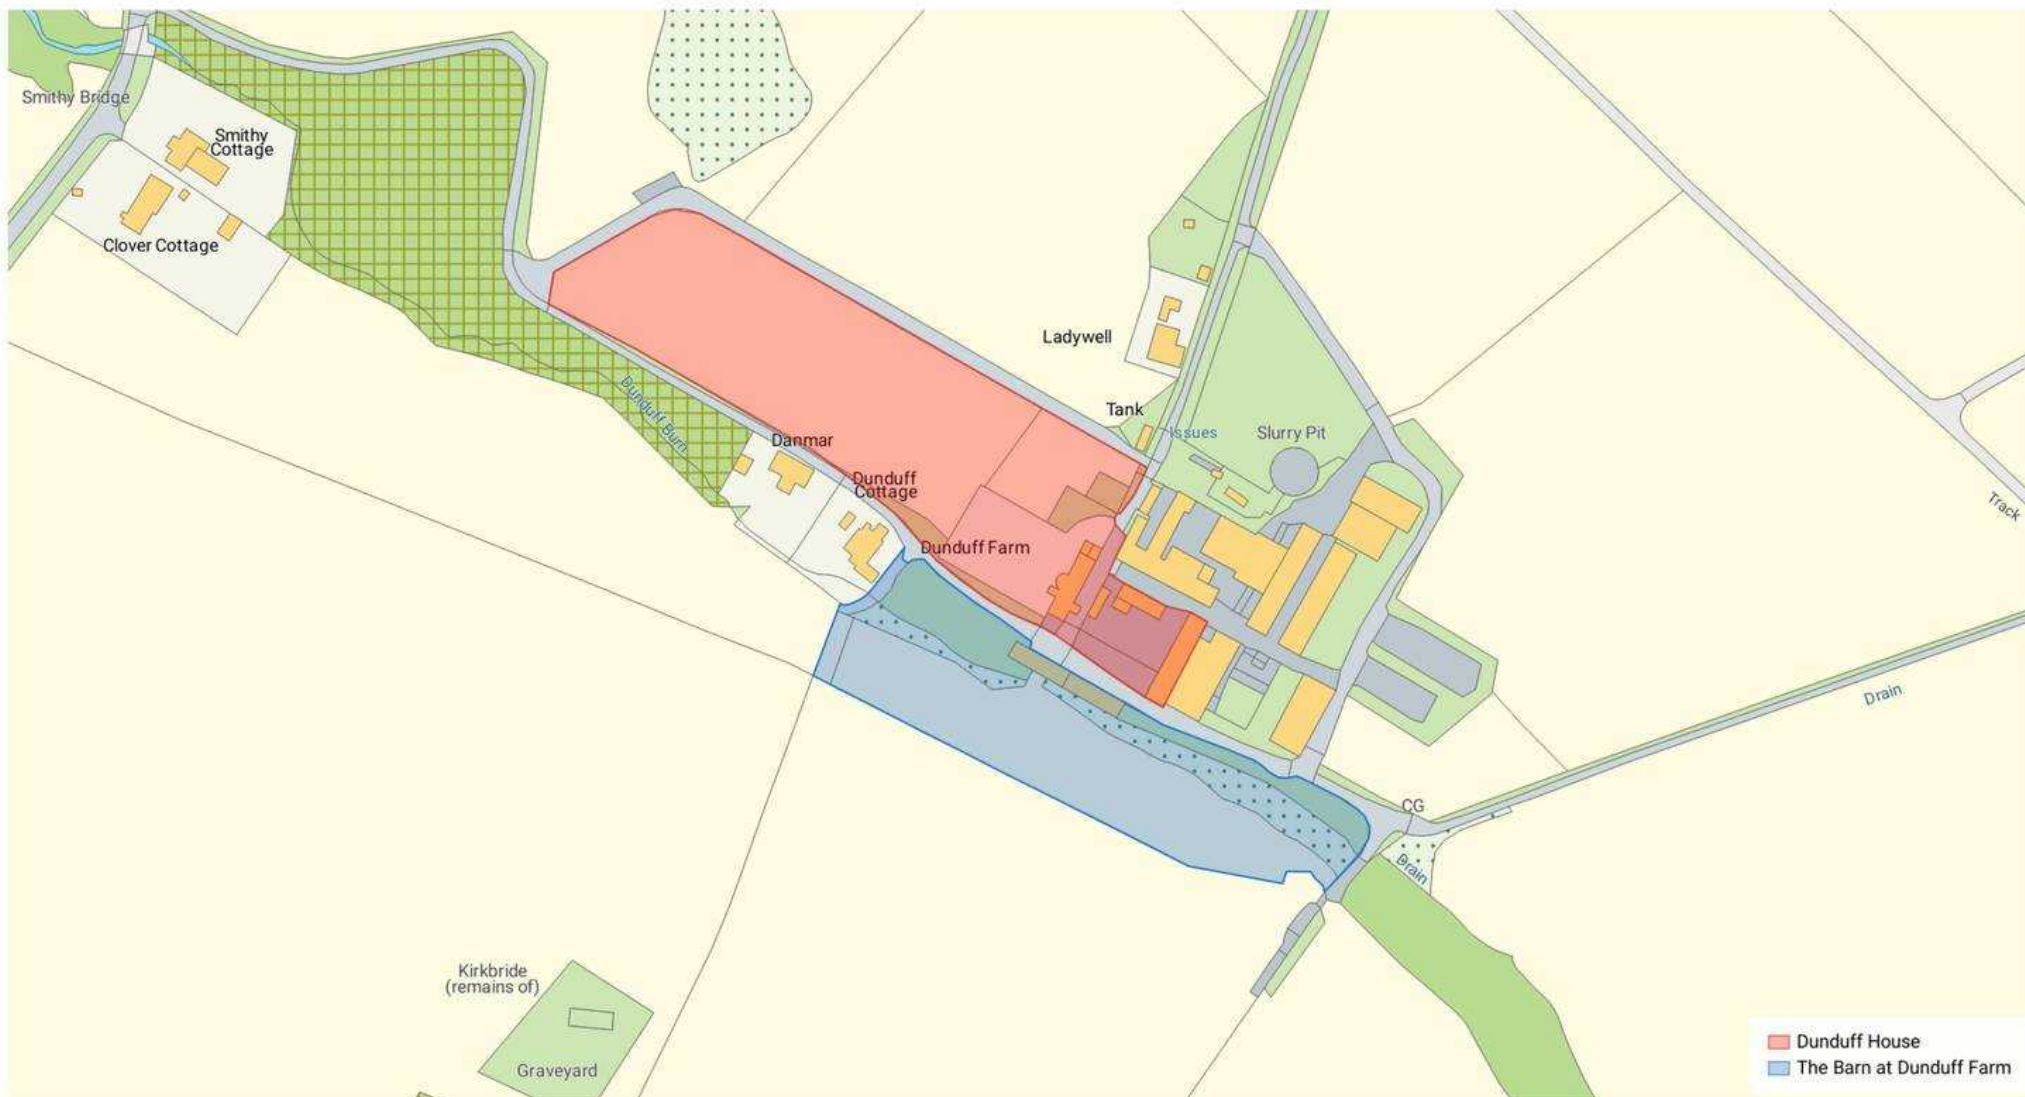 Smithy Bridge
Smithy
Cottage
Clover Cottage
Ladywell
Tank
Issues
Slurry Pit
Dunduff Burn
Danmar
Dunduff
Cottage
Dunduff Farm
Track
Drain
CG
Drain
Kirkbride
(remains of)
Graveyard
Dunduff House
The Barn at Dunduff Farm